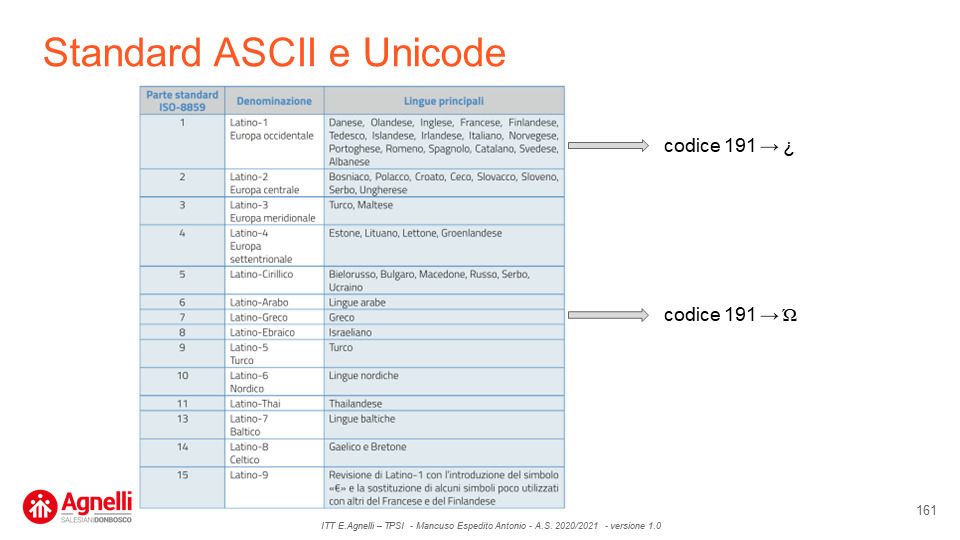 Standard ASCII e Unicode
Parte standard ISO-8859 Denominazione Lingue principali
1 Latino-1 Danese, Olandese, Inglese, Francese, Finlandese,
Europa occidentale Tedesco, Islandese, Irlandese, Italiano, Norvegese,
Portoghese, Romeno, Spagnolo, Catalano, Svedese,
Albanese
codice 191 → ¿
2 Latino-2 Bosniaco, Polacco, Croato, Ceco, Slovacco, Sloveno,
Europa centrale Serbo, Ungherese
3 Latino-3 Turco, Maltese
Europa meridionale
4 Latino-4 Estone, Lituano, Lettone, Groenlandese
Europa
settentrionale
5 Latino-Cirillico Bielorusso, Bulgaro, Macedone, Russo, Serbo,
Ucraino
6 Latino-Arabo Lingue arabe
7 Latino-Greco Greco
codice 191 → Ώ
8 Latino-Ebraico Israeliano
9 Latino-5 Turco
Turco
10 Latino-6 Lingue nordiche
Nordico
11 Latino-Thai Thailandese
13 Latino-7 Lingue baltiche
Baltico
14 Latino-8 Gaelico e Bretone
Celtico
15 Latino-9 Revisione di Latino-1 con l'introduzione del simbolo
«€» e la sostituzione di alcuni simboli poco utilizzati
con altri del Francese e del Finlandese
Agnelli
SALESIANIDONBOSCO
ITT E.Agnelli – TPSI - Mancuso Espedito Antonio - A.S. 2020/2021 - versione 1.0
161